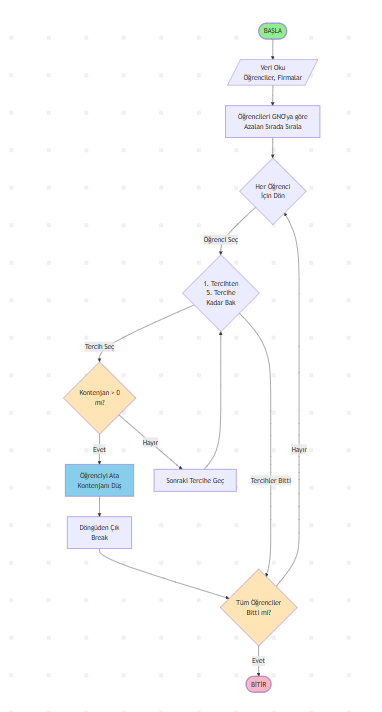 BAŞLA
Veri Oku
Öğrenciler, Firmalar
Öğrencileri GNO'ya göre
Azalan Sırada Sırala
Her Öğrenci
İçin Dön
Öğrenci Seç
1. Tercihten
5. Tercihe
Kadar Bak
Tercih Seç
Kontenjan > 0
mı?
Hayır
Evet
Hayır
Öğrenciyi Ata
Kontenjanı Düş
Sonraki Tercihe Geç
Tercihler Bitti
Döngüden Çık
Break
Tüm Öğrenciler
Bitti mi?
Evet
BİTİR